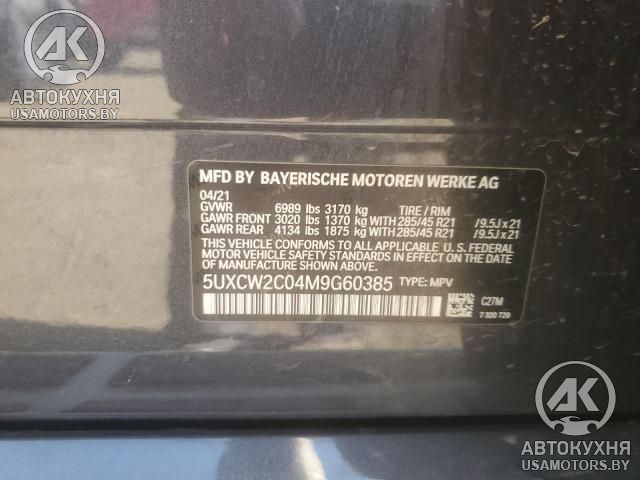 АК
АВТОКУХНЯ
USAMOTORS.BY
MFD BY BAYERISCHE MOTOREN WERKE AG
04/21
GVWR 6989 lbs 3170 kg TIRE / RIM
GAWR FRONT 3020 lbs 1370 kg WITH 285/45 R21 /9.5J x 21
GAWR REAR 4134 lbs 1875 kg WITH 285/45 R21 /9.5J x 21
THIS VEHICLE CONFORMS TO ALL APPLICABLE U. S. FEDERAL
MOTOR VEHICLE SAFETY STANDARDS IN EFFECT ON THE DATE
OF MANUFACTURE SHOWN ABOVE.
5UXCW2C04M9G60385 TYPE: MPV
C27M
7 320 729
АК
АВТОКУХНЯ
USAMOTORS.BY